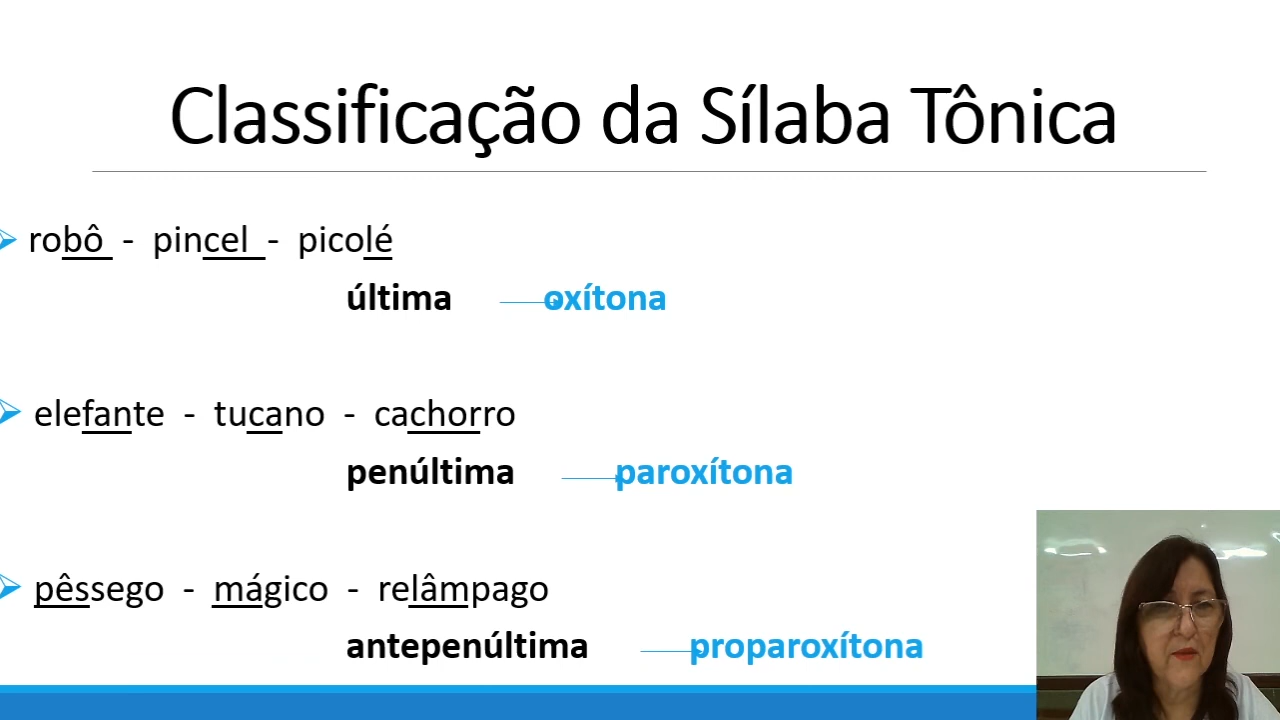 Classificação da Sílaba Tônica
robô - pincel - picolé
última oxítona
elefante - tucano - cachorro
penúltima paroxítona
pêssego - mágico - relâmpago
antepenúltima proparoxítona